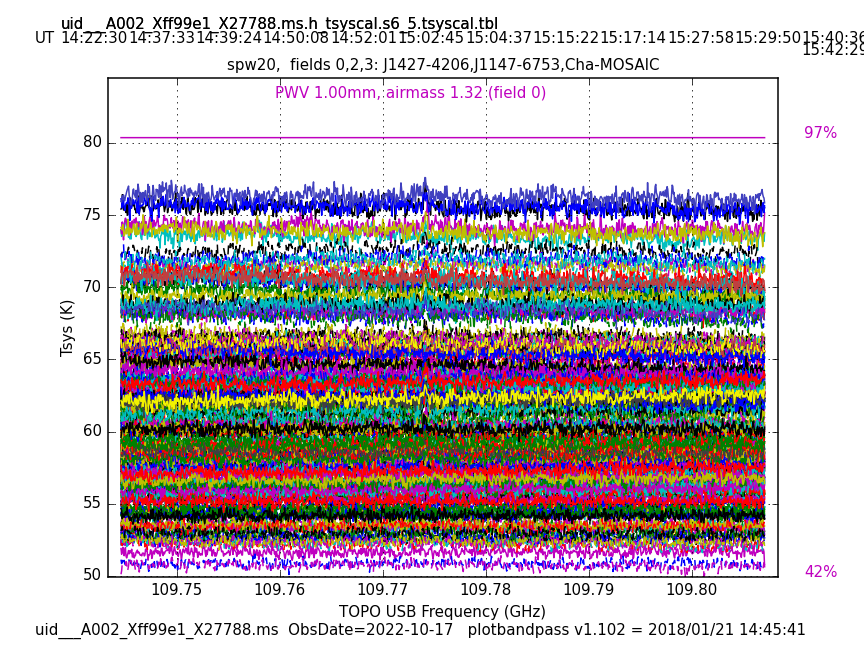 uid___A002_Xff99e1_X27788.ms.h_tsyscal.s6_5.tsyscal.tbl
UT 14:22:30 14:37:33 14:39:24 14:50:08 14:52:01 15:02:45 15:04:37 15:15:22 15:17:14 15:27:58 15:29:50 15:40:36
15:42:29
spw20,  fields 0,2,3: J1427-4206,J1147-6753,Cha-MOSAIC
PWV 1.00mm, airmass 1.32 (field 0)
97%
80
75
70
65
60
55
50
Tsys (K)
42%
109.75 109.76 109.77 109.78 109.79 109.80
TOPO USB Frequency (GHz)
uid___A002_Xff99e1_X27788.ms  ObsDate=2022-10-17   plotbandpass v1.102 = 2018/01/21 14:45:41